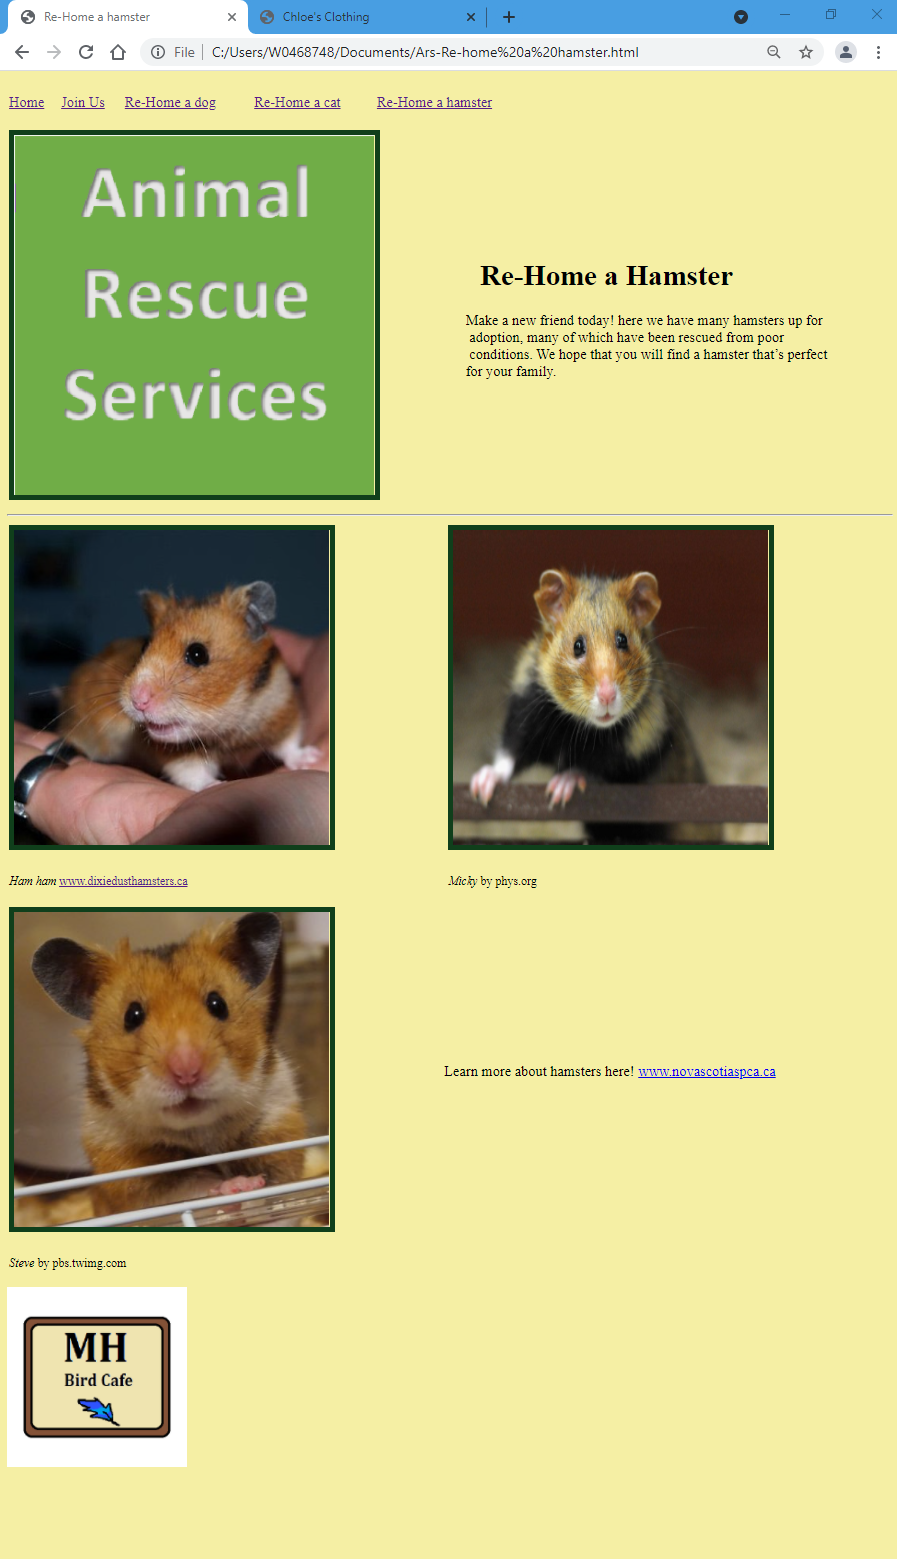 Re-Home a hamster
Chloe's Clothing
File
C:/Users/W0468748/Documents/Ars-Re-home%20a%20hamster.html
Home Join Us Re-Home a dog Re-Home a cat Re-Home a hamster
Animal
Rescue
Services
Re-Home a Hamster
Make a new friend today! here we have many hamsters up for
adoption, many of which have been rescued from poor
conditions. We hope that you will find a hamster that’s perfect
for your family.
Ham ham www.dixiedusthamsters.ca
Micky by phys.org
Learn more about hamsters here! www.novascotiaspca.ca
Steve by pbs.twimg.com
MH
Bird Cafe